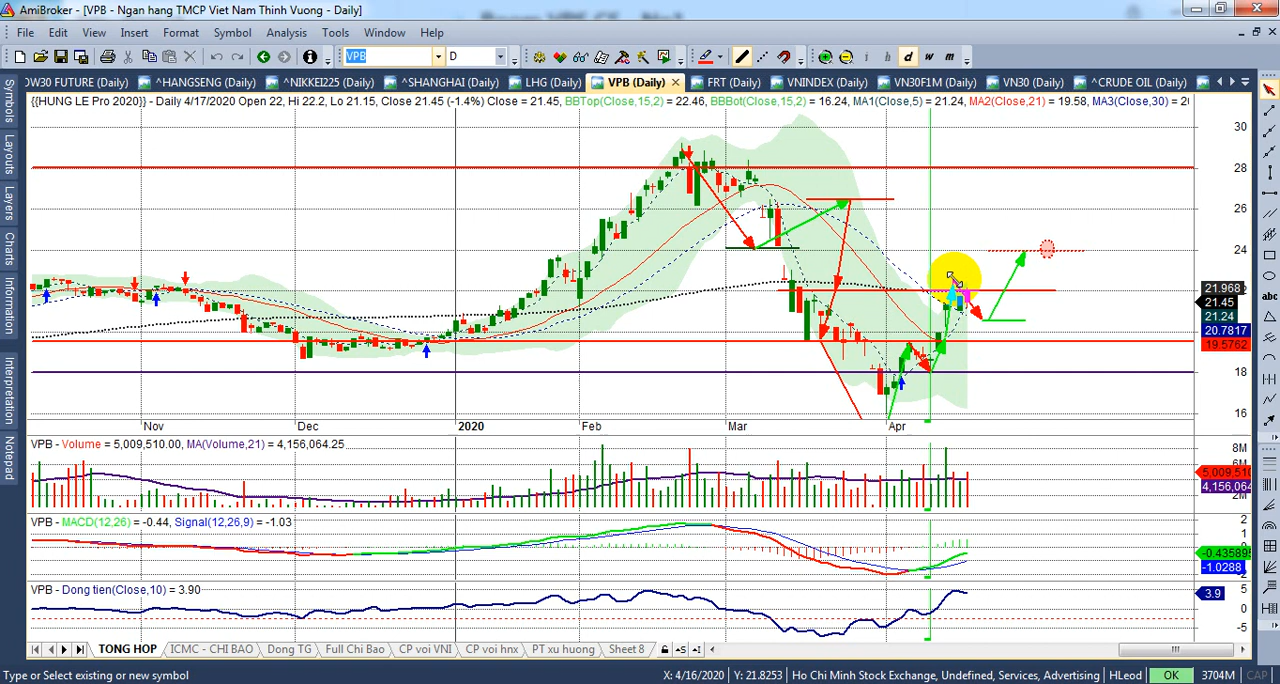 AmiBroker - [VPB - Ngan hang TMCP Viet Nam Thinh Vuong - Daily]
File Edit View Insert Format Symbol Analysis Tools Window Help
VPB D i h d w m
OW30 FUTURE (Daily) ^HANGSENG (Daily) ^NIKKEI225 (Daily) ^SHANGHAI (Daily) LHG (Daily) VPB (Daily) FRT (Daily) VNINDEX (Daily) VN30F1M (Daily) VN30 (Daily) ^CRUDE OIL (Daily)
{{HUNG LE Pro 2020}} - Daily 4/17/2020 Open 22, Hi 22.2, Lo 21.15, Close 21.45 (-1.4%) Close = 21.45, BBTop(Close,15,2) = 22.46, BBBot(Close,15,2) = 16.24, MA1(Close,5) = 21.24, MA2(Close,21) = 19.58, MA3(Close,30) = 20
Symbols
Layouts
Layers
Charts
Information
Interpretation
Notepad
abc
30
28
26
24
21.968
21.45
21.24
20.7817
19.5762
18
16
Nov Dec 2020 Feb Mar Apr
VPB - Volume = 5,009,510.00, MA(Volume,21) = 4,156,064.25
8M
6M
5,009,510
4,156,064
2M
VPB - MACD(12,26) = -0.44, Signal(12,26,9) = -1.03
2
1
-0.435895
-1.0288
VPB - Dong tien(Close,10) = 3.90
5
3.9
0
-5
TONG HOP ICMC - CHI BAO Dong TG Full Chi Bao CP voi VNI CP voi hnx PT xu huong Sheet 8
Type or Select existing or new symbol X: 4/16/2020 Y: 21.8253 Ho Chi Minh Stock Exchange, Undefined, Services, Advertising HLeod OK 3704M CAP